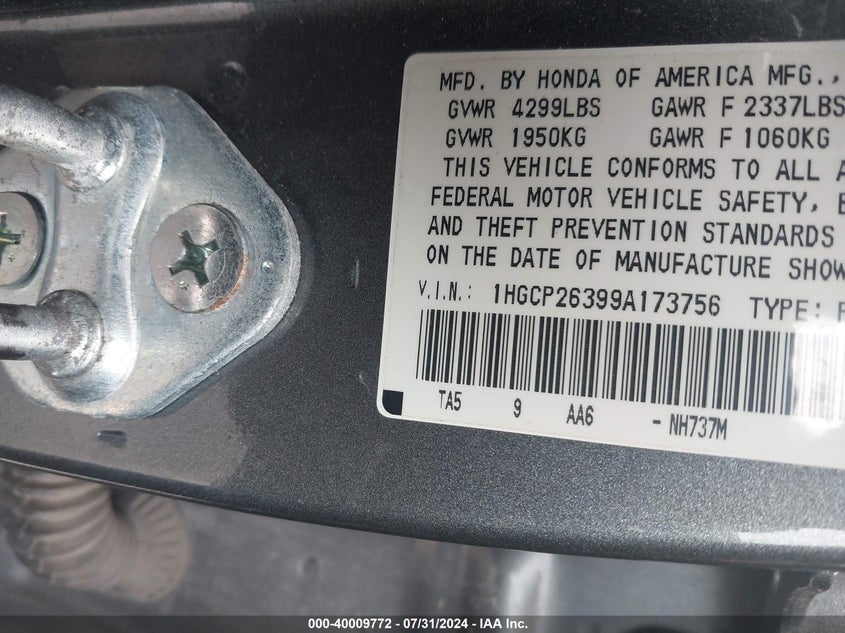 MFD. BY HONDA OF AMERICA MFG.,
GVWR 4299LBS GAWR F 2337LBS
GVWR 1950KG GAWR F 1060KG
THIS VEHICLE CONFORMS TO ALL A
FEDERAL MOTOR VEHICLE SAFETY, B
AND THEFT PREVENTION STANDARDS
ON THE DATE OF MANUFACTURE SHOW
V.I.N.: 1HGCP26399A173756 TYPE: P
TA5 9 AA6 - NH737M
000-40009772 - 07/31/2024 - IAA Inc.